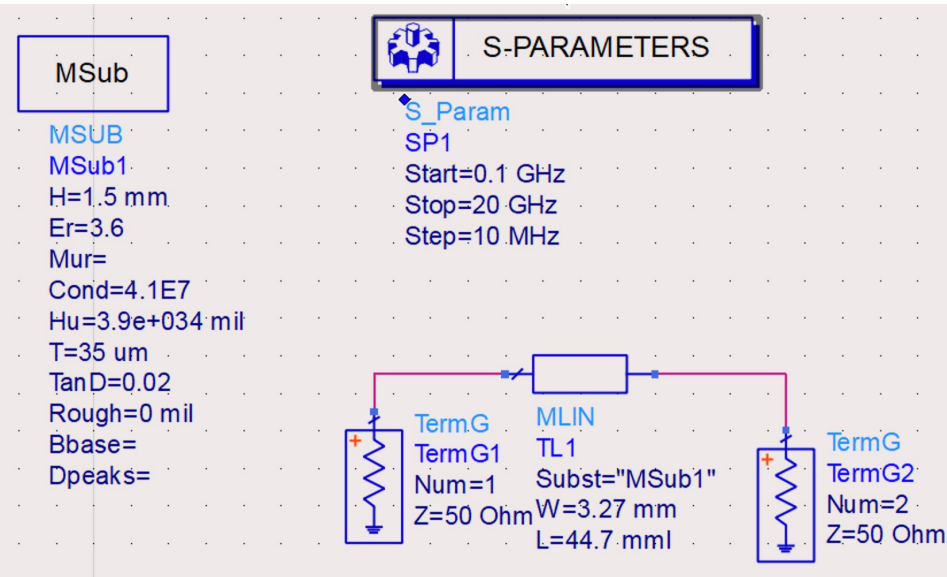 MSub
MSUB
MSub1
H=1.5 mm
Er=3.6
Mur=
Cond=4.1E7
Hu=3.9e+034 mil
T=35 um
TanD=0.02
Rough=0 mil
Bbase=
Dpeaks=
S-PARAMETERS
S_Param
SP1
Start=0.1 GHz
Stop=20 GHz
Step=10 MHz
+
TermG
TermG1
Num=1
Z=50 Ohm
MLIN
TL1
Subst="MSub1"
W=3.27 mm
L=44.7 mml
+
TermG
TermG2
Num=2
Z=50 Ohm